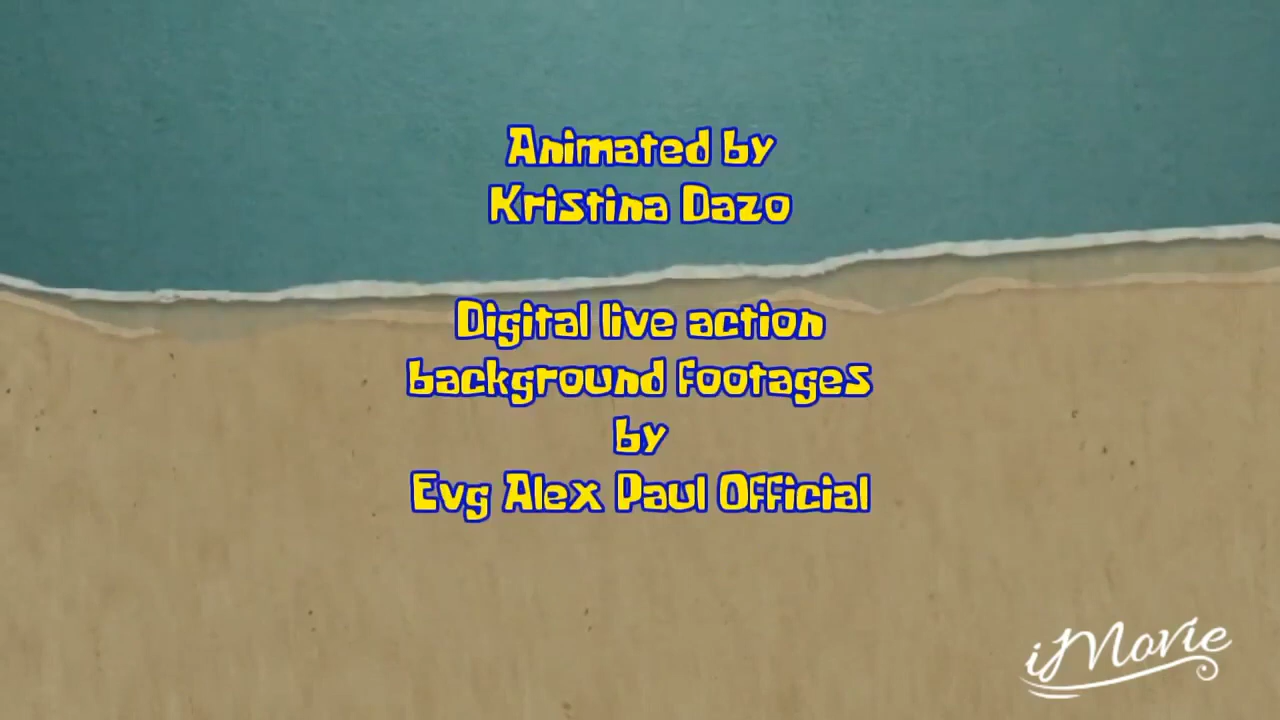 Animated by
Kristina Dazo
Digital live action
background footages
by
Evg Alex Paul Official
iMovie